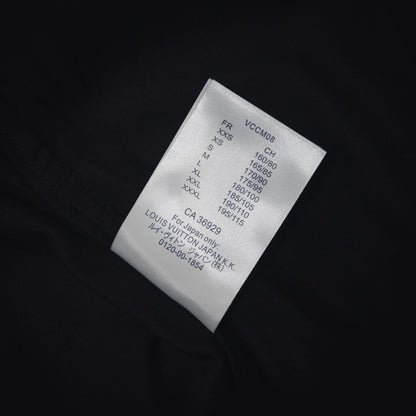 VCCM08
FR CH
XXS 160/80
XS 165/85
S 170/90
M 175/95
L 180/100
XL 185/105
XXL 190/110
XXXL 195/115
CA 36929
For Japan only:
LOUIS VUITTON JAPAN K.K.
ルイ・ヴィトン ジャパン(株)
0120-00-1854